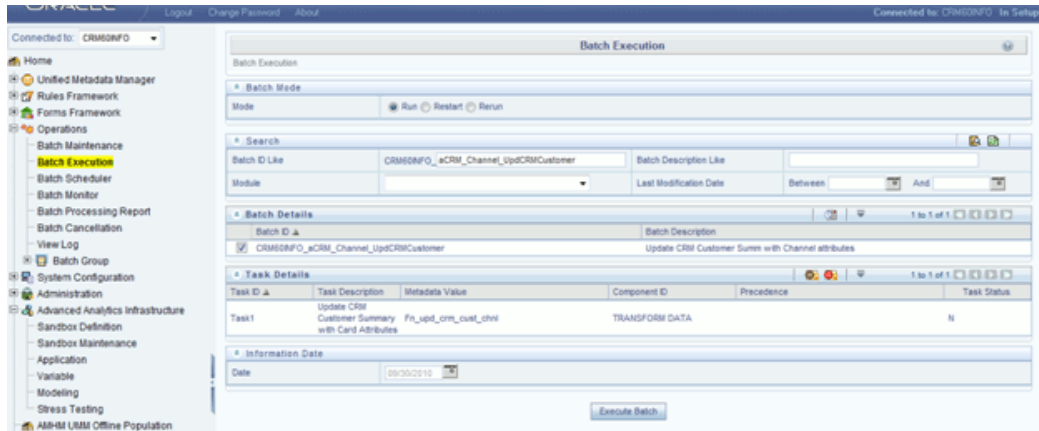 ORACLE
Logout Change Password About Connected to: CRM60INFO In Setup
Connected to: CRM60INFO
Home
Unified Metadata Manager
Rules Framework
Forms Framework
Operations
Batch Maintenance
Batch Execution
Batch Scheduler
Batch Monitor
Batch Processing Report
Batch Cancellation
View Log
Batch Group
System Configuration
Administration
Advanced Analytics Infrastructure
Sandbox Definition
Sandbox Maintenance
Application
Variable
Modeling
Stress Testing
AMHM UMM Offline Population
Batch Execution
Batch Execution
Batch Mode
Mode Run Restart Rerun
Search
Batch ID Like CRM60INFO_ aCRM_Channel_UpdCRMCustomer Batch Description Like
Module Last Modification Date Between And
Batch Details 1 to 1 of 1
Batch ID Batch Description
CRM60INFO_aCRM_Channel_UpdCRMCustomer Update CRM Customer Summ with Channel attributes
Task Details 1 to 1 of 1
Task ID Task Description Metadata Value Component ID Precedence Task Status
Task1 Update CRM Customer Summary with Card Attributes Fn_upd_crm_cust_chnl TRANSFORM DATA N
Information Date
Date 09/30/2010
Execute Batch